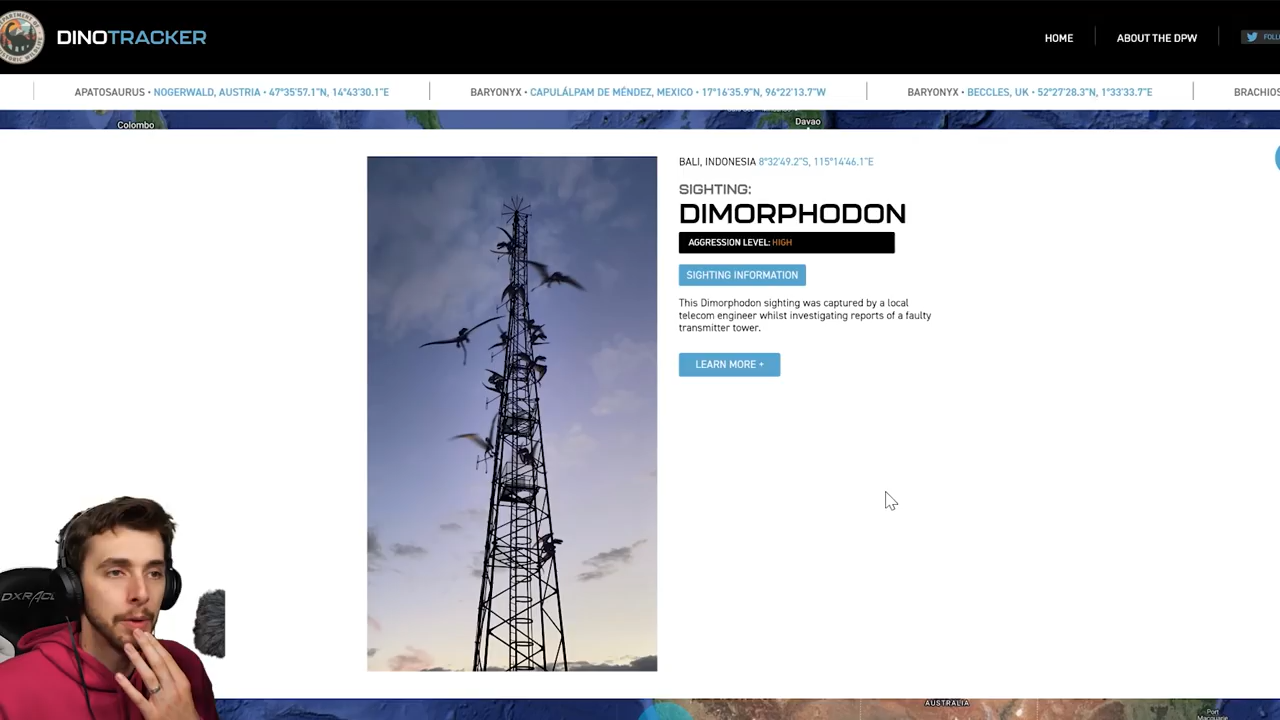 DINOTRACKER
HOME
ABOUT THE DPW
APATOSAURUS • NOGERWALD, AUSTRIA • 47°35'57.1"N, 14°43'30.1"E
BARYONYX • CAPULÁLPAM DE MÉNDEZ, MEXICO • 17°16'35.9"N, 96°22'13.7"W
BARYONYX • BECCLES, UK • 52°27'28.3"N, 1°33'33.7"E
Colombo
Davao
BALI, INDONESIA 8°32'49.2"S, 115°14'46.1"E
SIGHTING:
DIMORPHODON
AGGRESSION LEVEL: HIGH
SIGHTING INFORMATION
This Dimorphodon sighting was captured by a local
telecom engineer whilst investigating reports of a faulty
transmitter tower.
LEARN MORE +
AUSTRALIA
Port